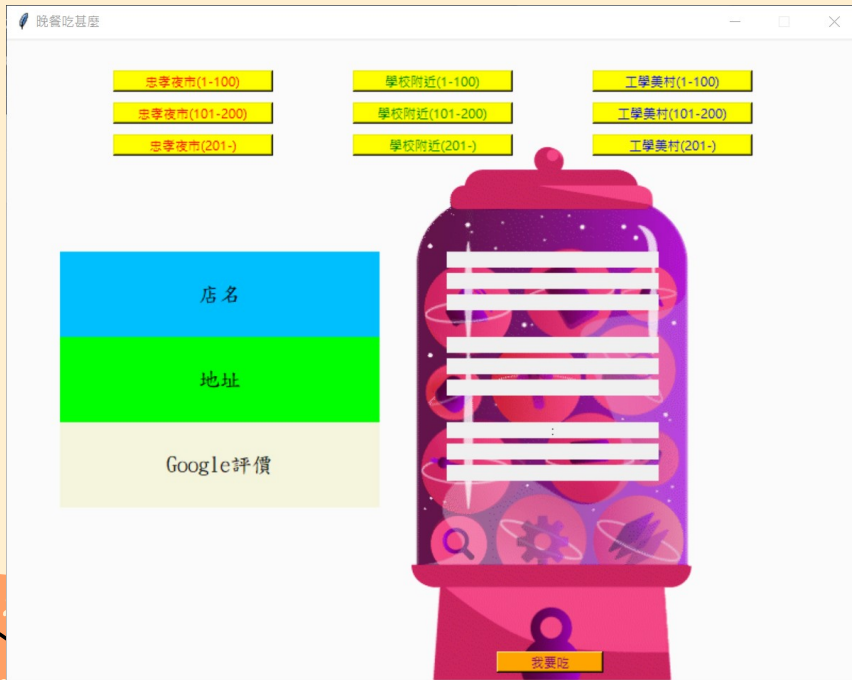 晚餐吃甚麼
忠孝夜市(1-100) 學校附近(1-100) 工學美村(1-100)
忠孝夜市(101-200) 學校附近(101-200) 工學美村(101-200)
忠孝夜市(201-) 學校附近(201-) 工學美村(201-)
店名
地址
:
Google評價
我要吃